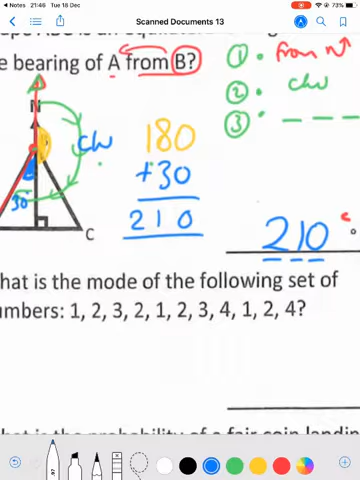 Notes 21:46 Tue 18 Dec 73%
Scanned Documents 13
e bearing of A from B?
① • from N
② • cw
③ • _ _ _
N
cw
180
+30
210
30
C
210°
hat is the mode of the following set of
umbers: 1, 2, 3, 2, 1, 2, 3, 4, 1, 2, 4?